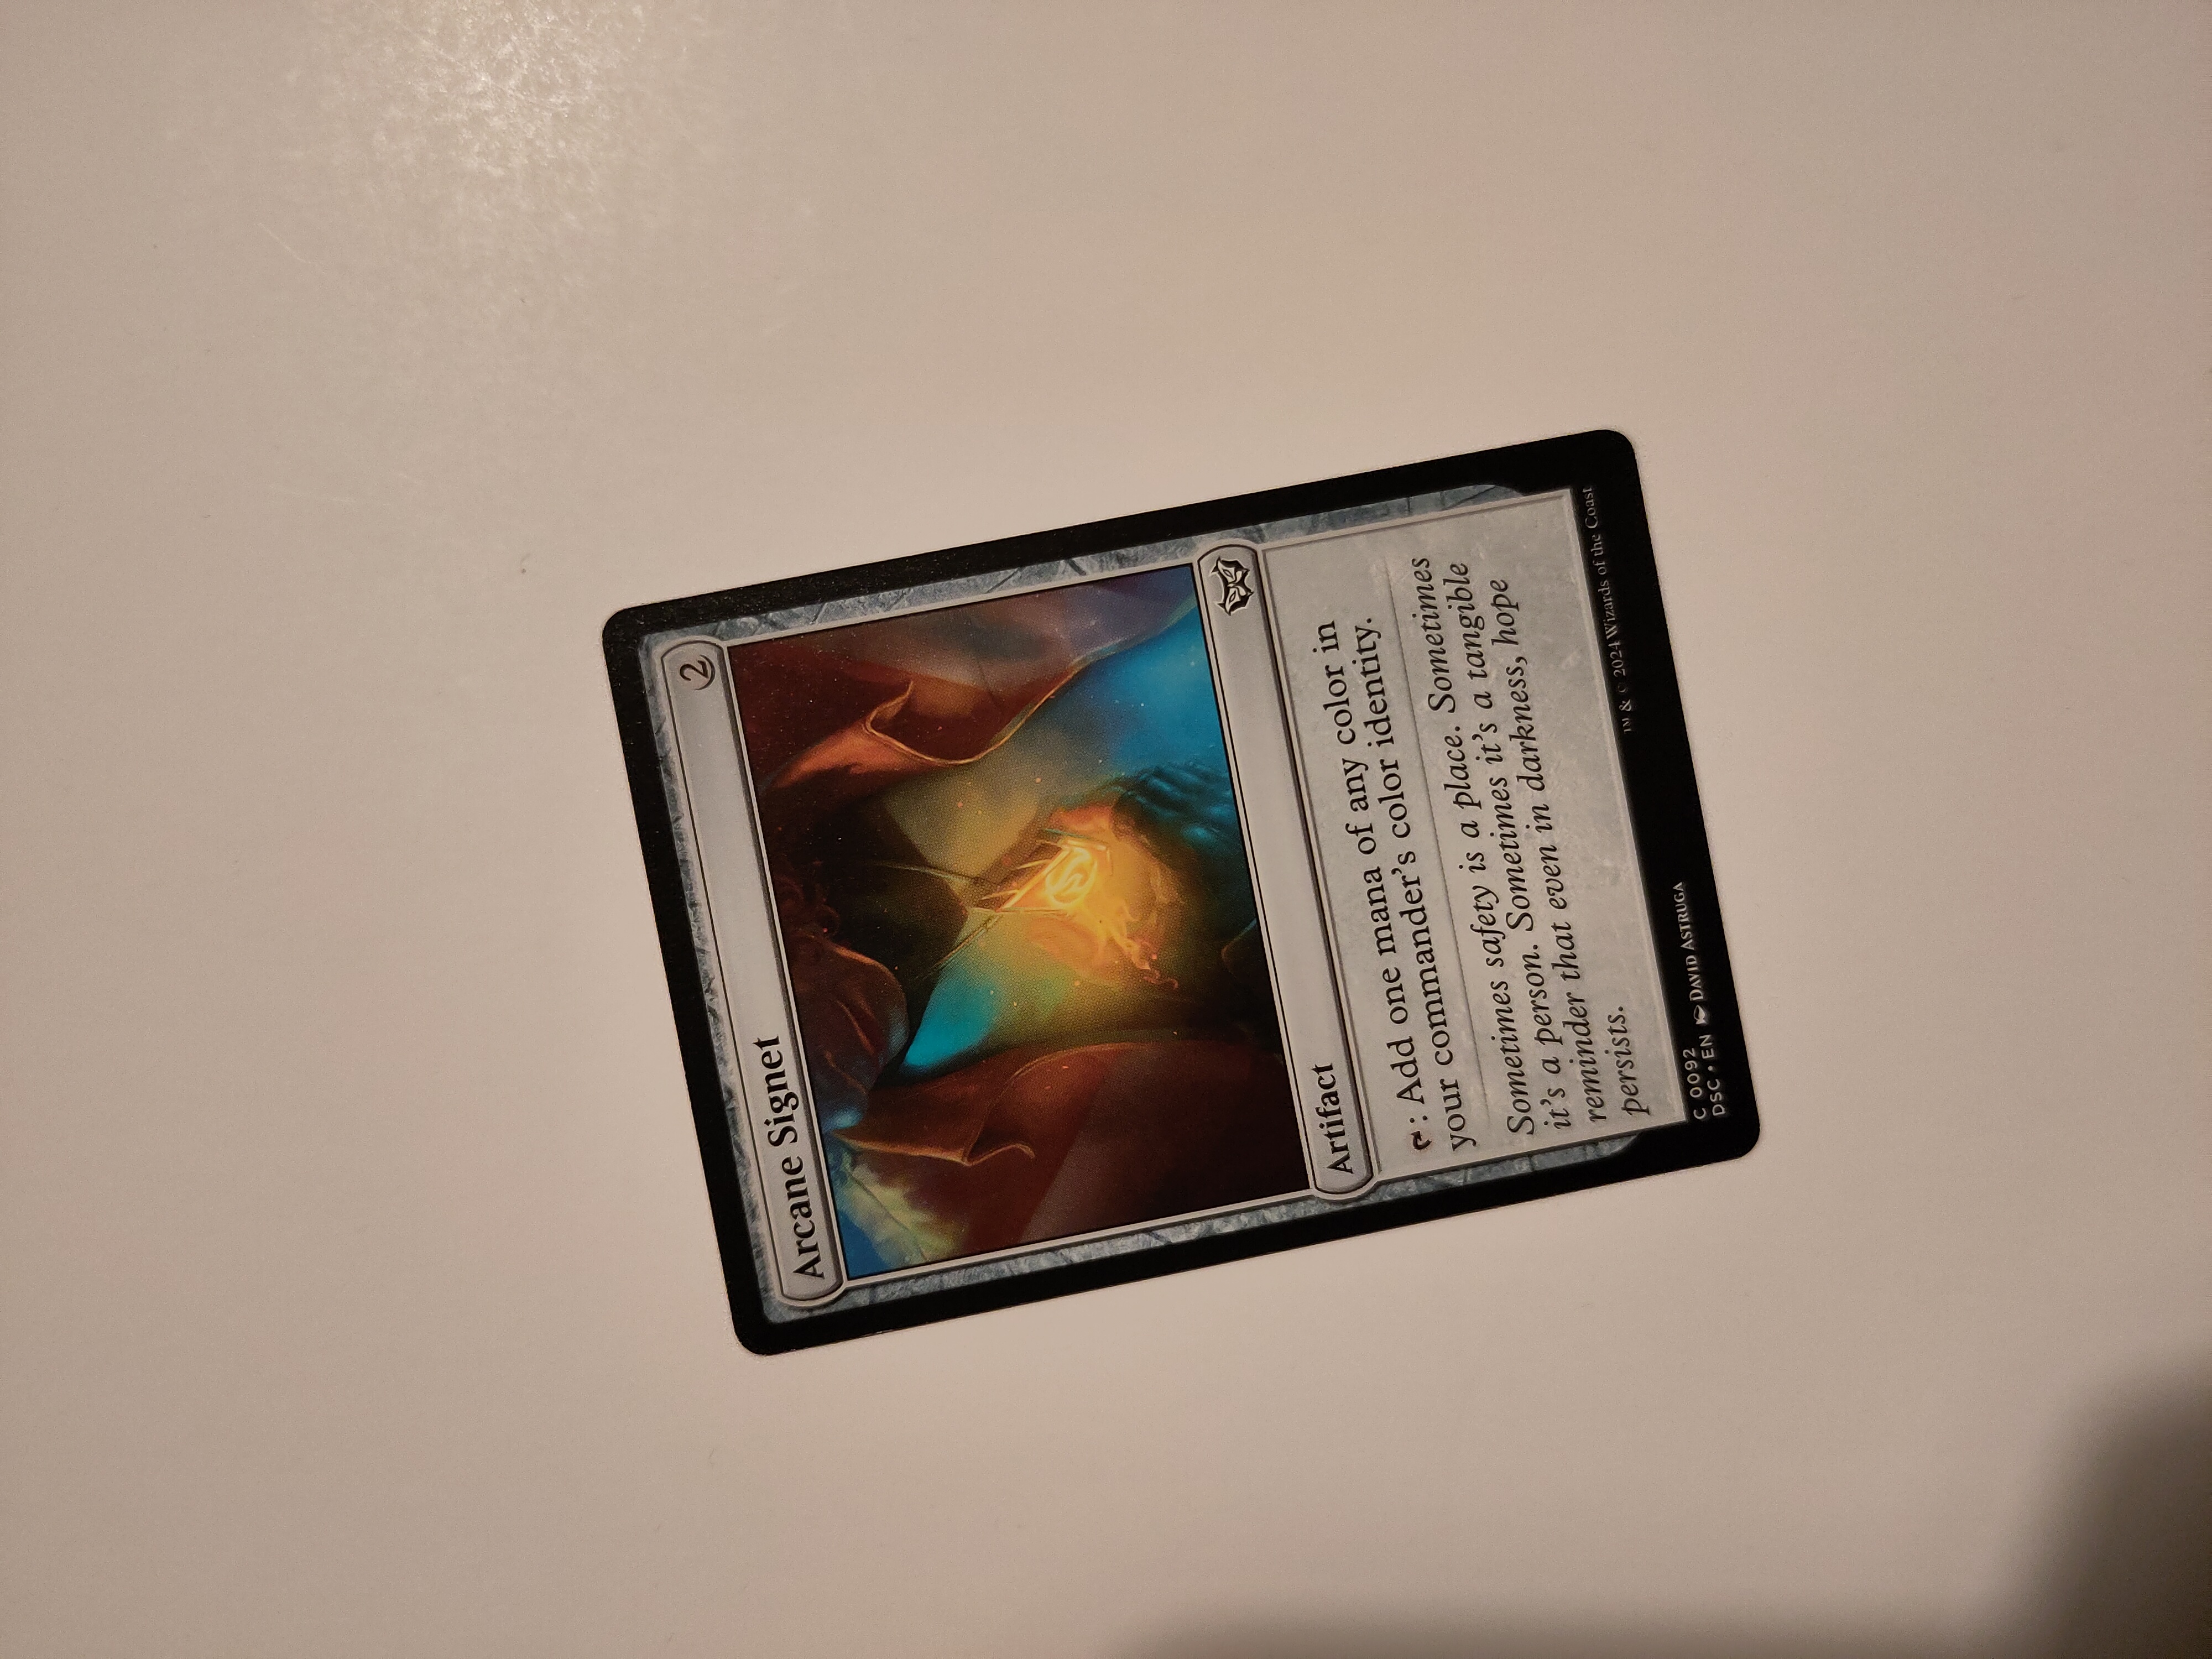 Arcane Signet 2
Artifact
: Add one mana of any color in
your commander's color identity.
Sometimes safety is a place. Sometimes
it's a person. Sometimes it's a tangible
reminder that even in darkness, hope
persists.
™ & © 2024 Wizards of the Coast
C 0092
DSC • EN DAVID ASTRUGA